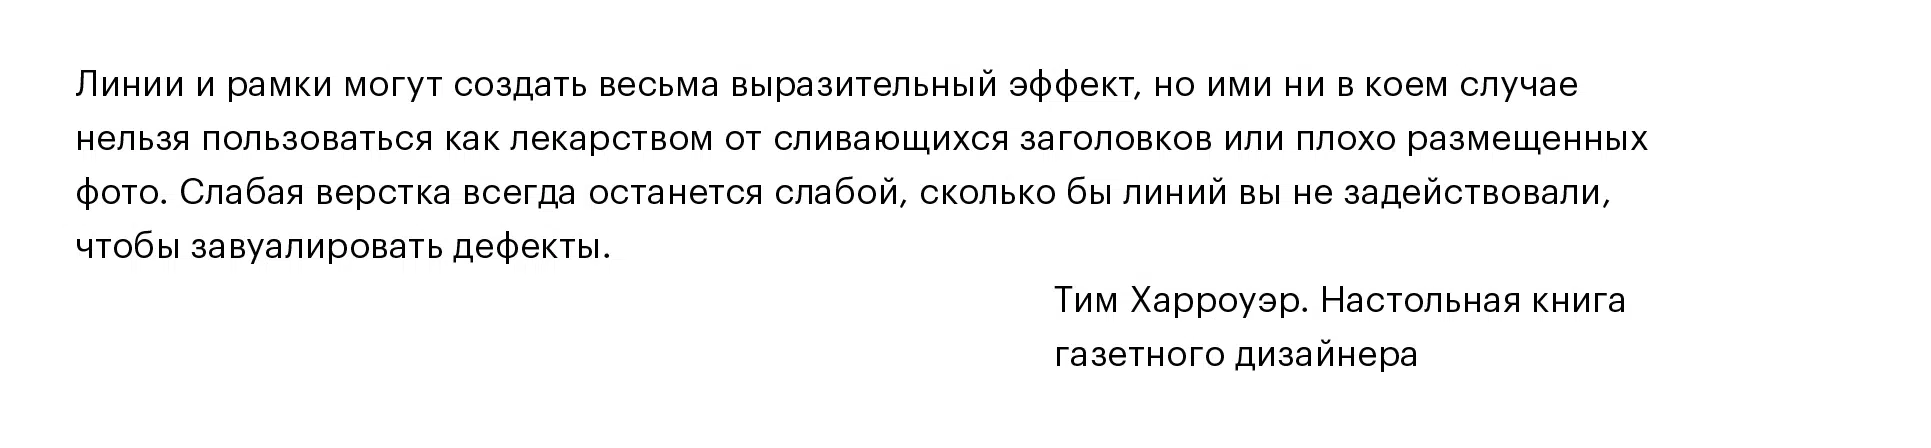 Линии и рамки могут создать весьма выразительный эффект, но ими ни в коем случае
нельзя пользоваться как лекарством от сливающихся заголовков или плохо размещенных
фото. Слабая верстка всегда останется слабой, сколько бы линий вы не задействовали,
чтобы завуалировать дефекты.
Тим Харроуэр. Настольная книга
газетного дизайнера